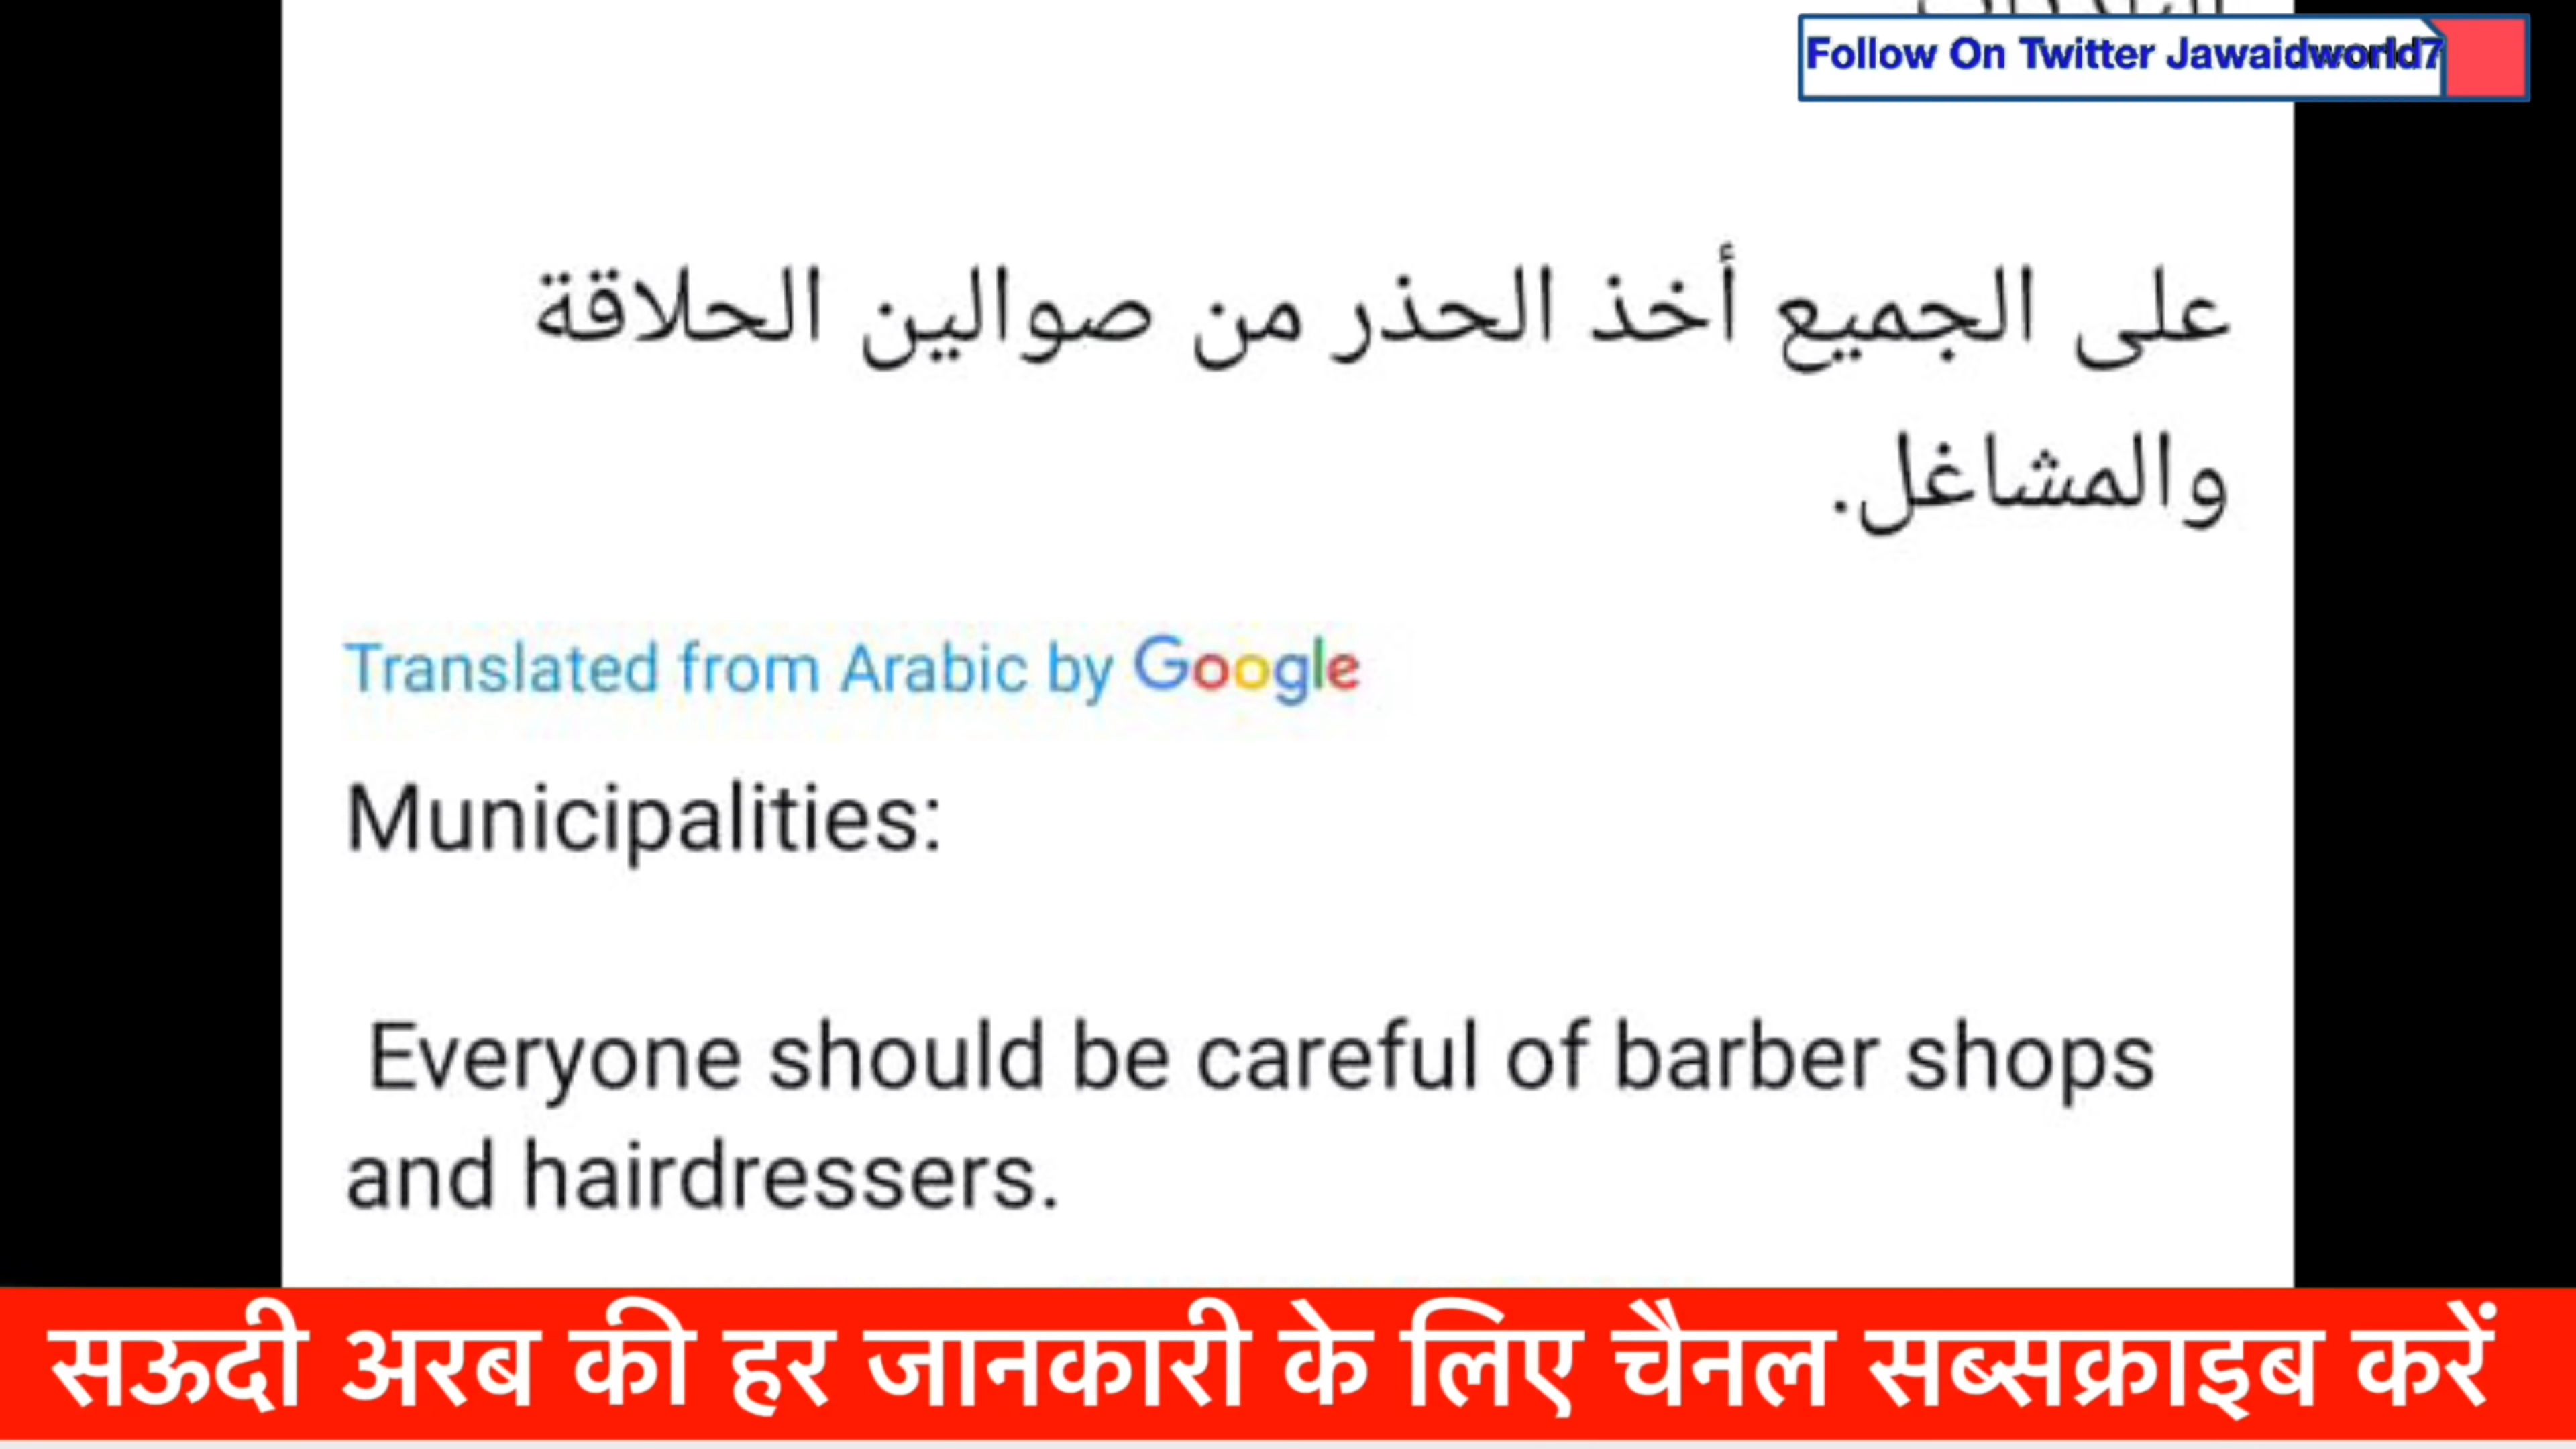 Follow On Twitter Jawaidworld7
على الجميع أخذ الحذر من صوالين الحلاقة
والمشاغل.
Translated from Arabic by Google
Municipalities:
Everyone should be careful of barber shops
and hairdressers.
सऊदी अरब की हर जानकारी के लिए चैनल सब्सक्राइब करें